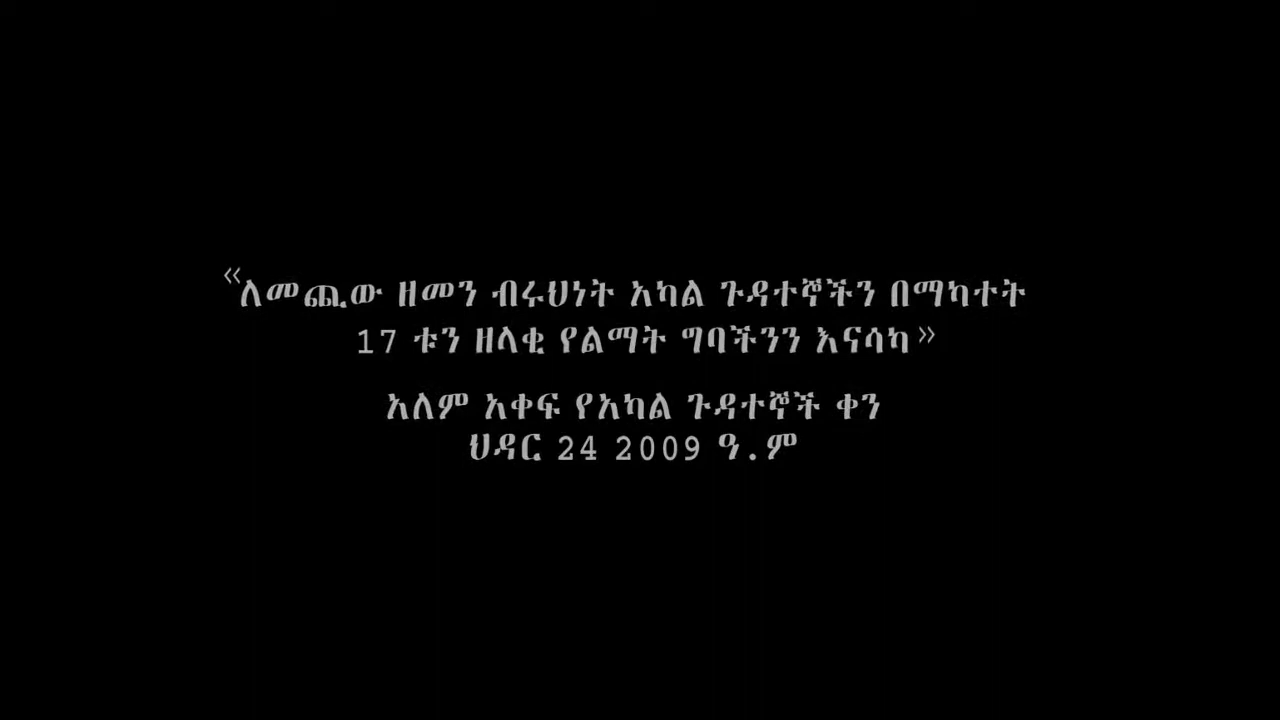 «ለመጪው ዘመን ብሩህነት አካል ጉዳተኞችን በማካተት
17 ቱን ዘላቂ የልማት ግባችንን እናሳካ»
አለም አቀፍ የአካል ጉዳተኞች ቀን
ህዳር 24 2009 ዓ.ም